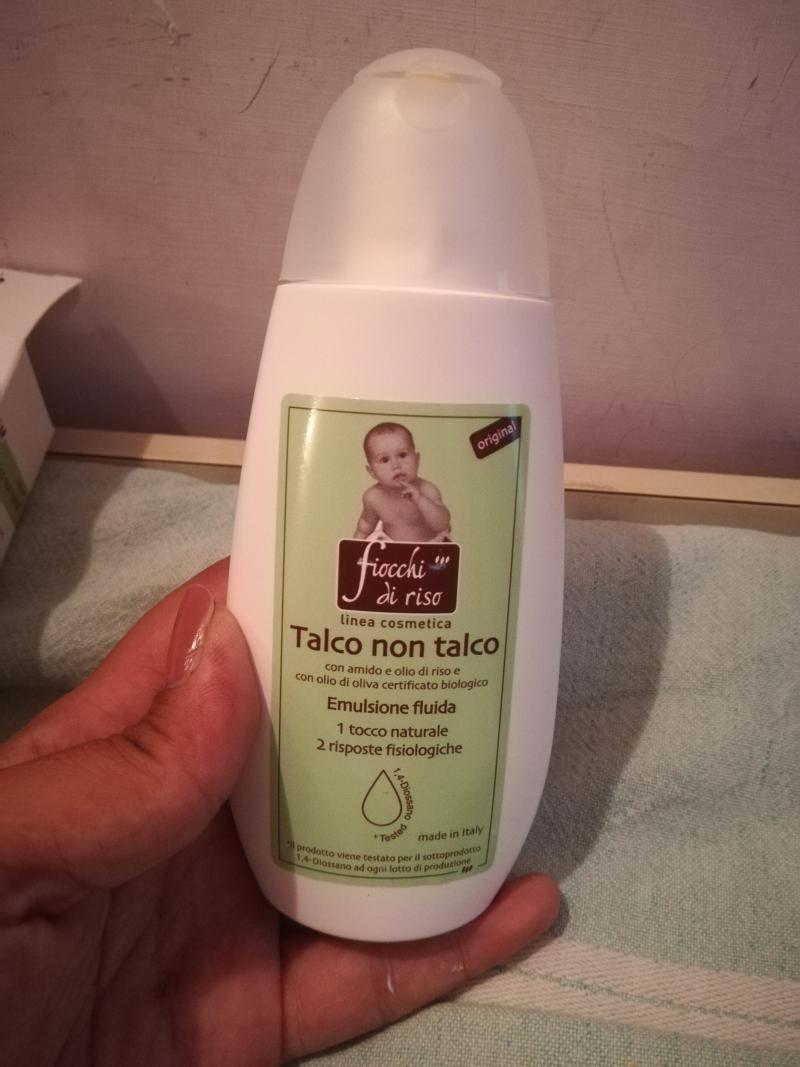 original
fiocchi
di riso
linea cosmetica
Talco non talco
con amido e olio di riso e
con olio di oliva certificato biologico
Emulsione fluida
1 tocco naturale
2 risposte fisiologiche
1,4-Diossano
*Tested
made in Italy
*il prodotto viene testato per il sottoprodotto
1,4-Diossano ad ogni lotto di produzione